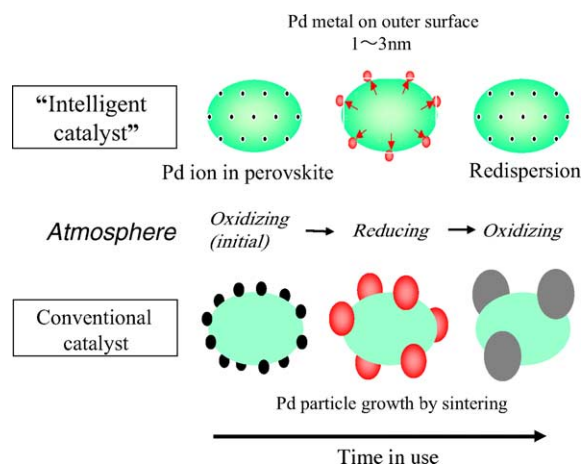 Pd metal on outer surface
1～3nm
“Intelligent
catalyst”
Pd ion in perovskite
Redispersion
Atmosphere
Oxidizing
(initial)
Reducing
Oxidizing
Conventional
catalyst
Pd particle growth by sintering
Time in use